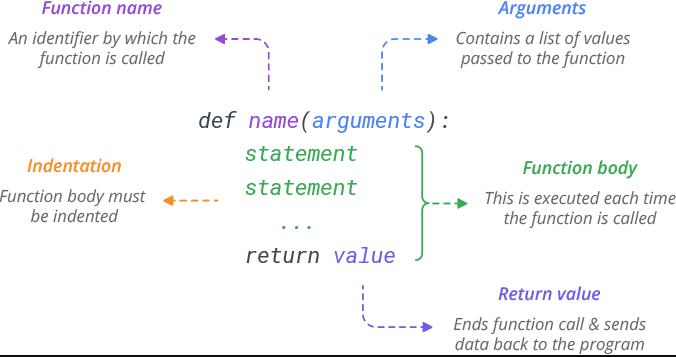 Function name
An identifier by which the
function is called
Arguments
Contains a list of values
passed to the function
def name(arguments):
statement
statement
...
return value
Indentation
Function body must
be indented
Function body
This is executed each time
the function is called
Return value
Ends function call & sends
data back to the program